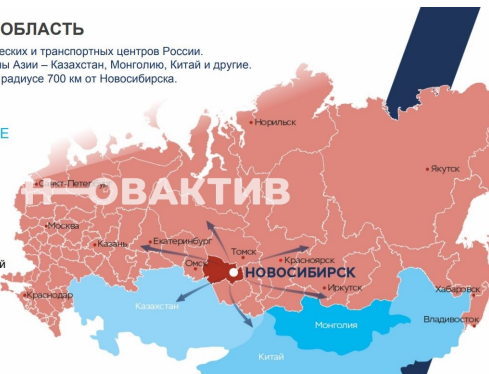 ОБЛАСТЬ
еских и транспортных центров России.
ы Азии – Казахстан, Монголию, Китай и другие.
радиусе 700 км от Новосибирска.
Норильск
Е
Якутск
Санкт-Петербург
ОВАКТИВ
Москва
Казань
Екатеринбург
Томск
Красноярск
й
Омск
НОВОСИБИРСК
Иркутск
Хабаровск
Краснодар
Казахстан
Владивосток
Монголия
Китай